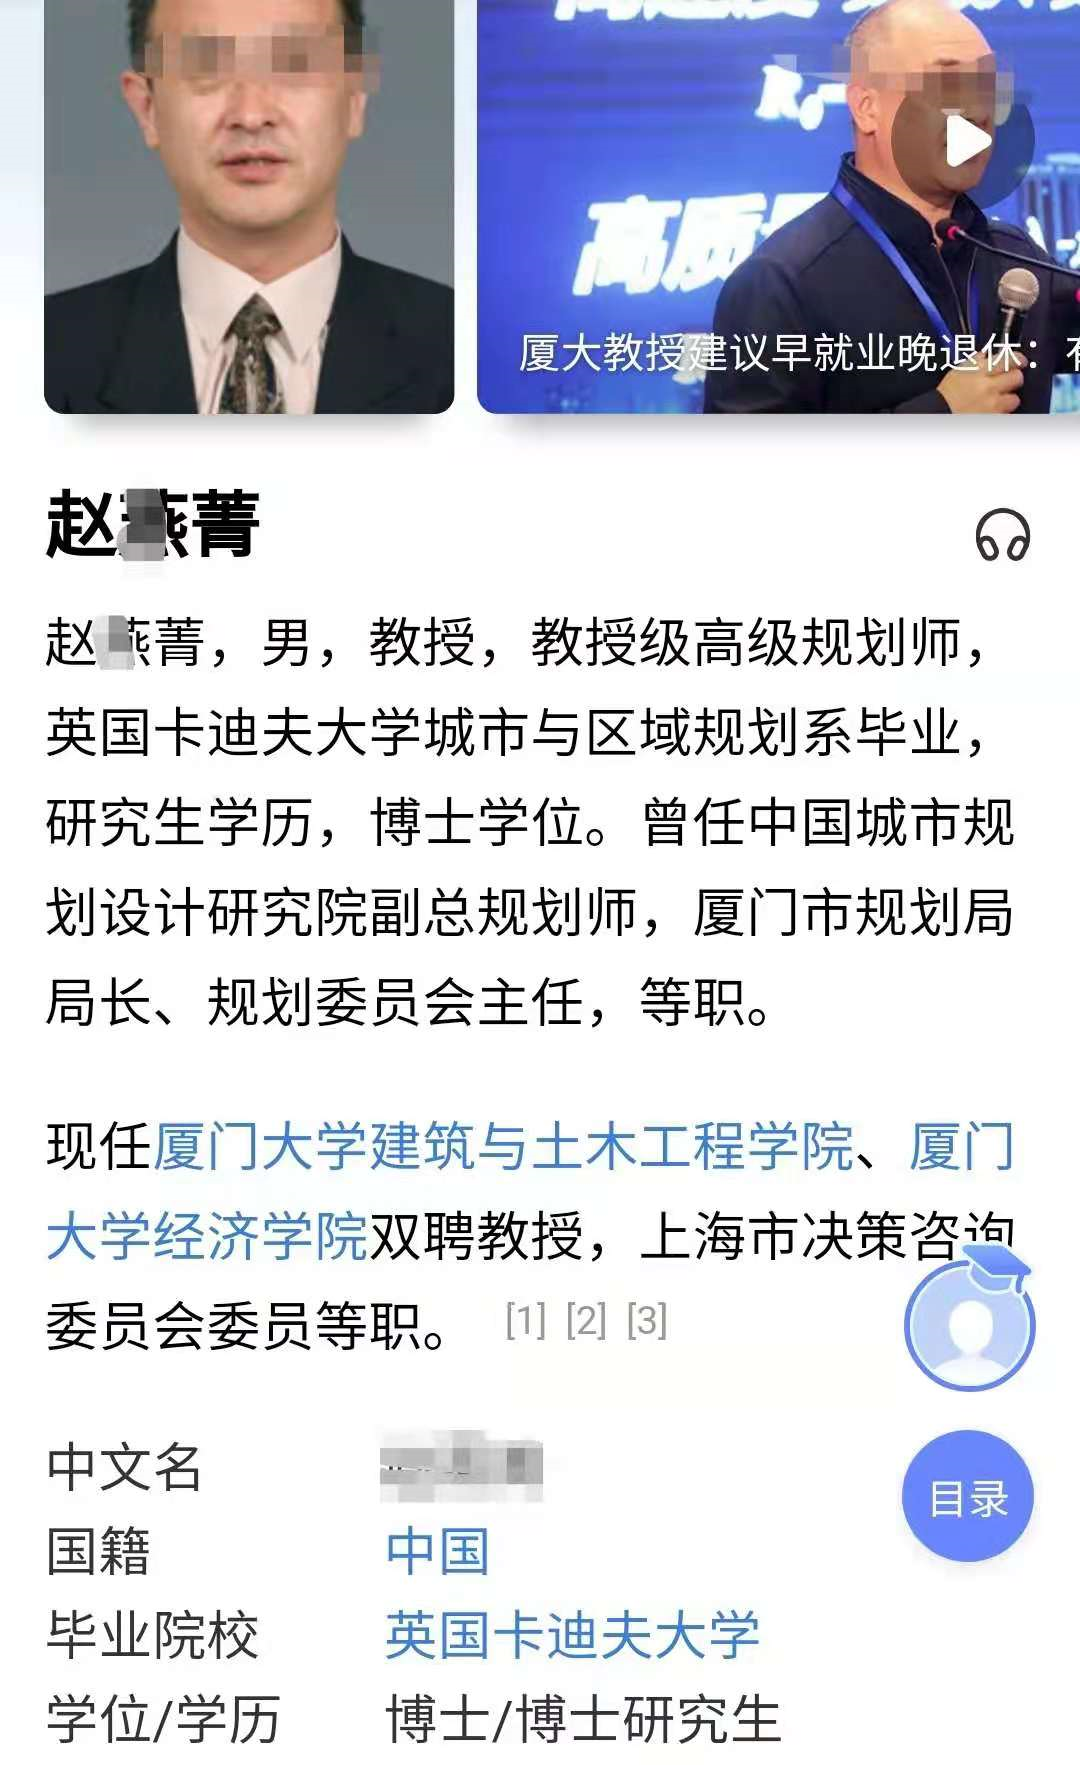 高质
厦大教授建议早就业晚退休：有
赵燕菁
赵燕菁，男，教授，教授级高级规划师，
英国卡迪夫大学城市与区域规划系毕业，
研究生学历，博士学位。曾任中国城市规
划设计研究院副总规划师，厦门市规划局
局长、规划委员会主任，等职。
现任厦门大学建筑与土木工程学院、厦门
大学经济学院双聘教授，上海市决策咨询
委员会委员等职。 [1] [2] [3]
中文名
国籍 中国
毕业院校 英国卡迪夫大学
学位/学历 博士/博士研究生
目录